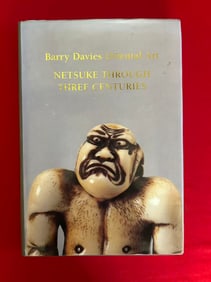 Barry Davies Oriental Art
NETSUKE THROUGH
THREE CENTURIES